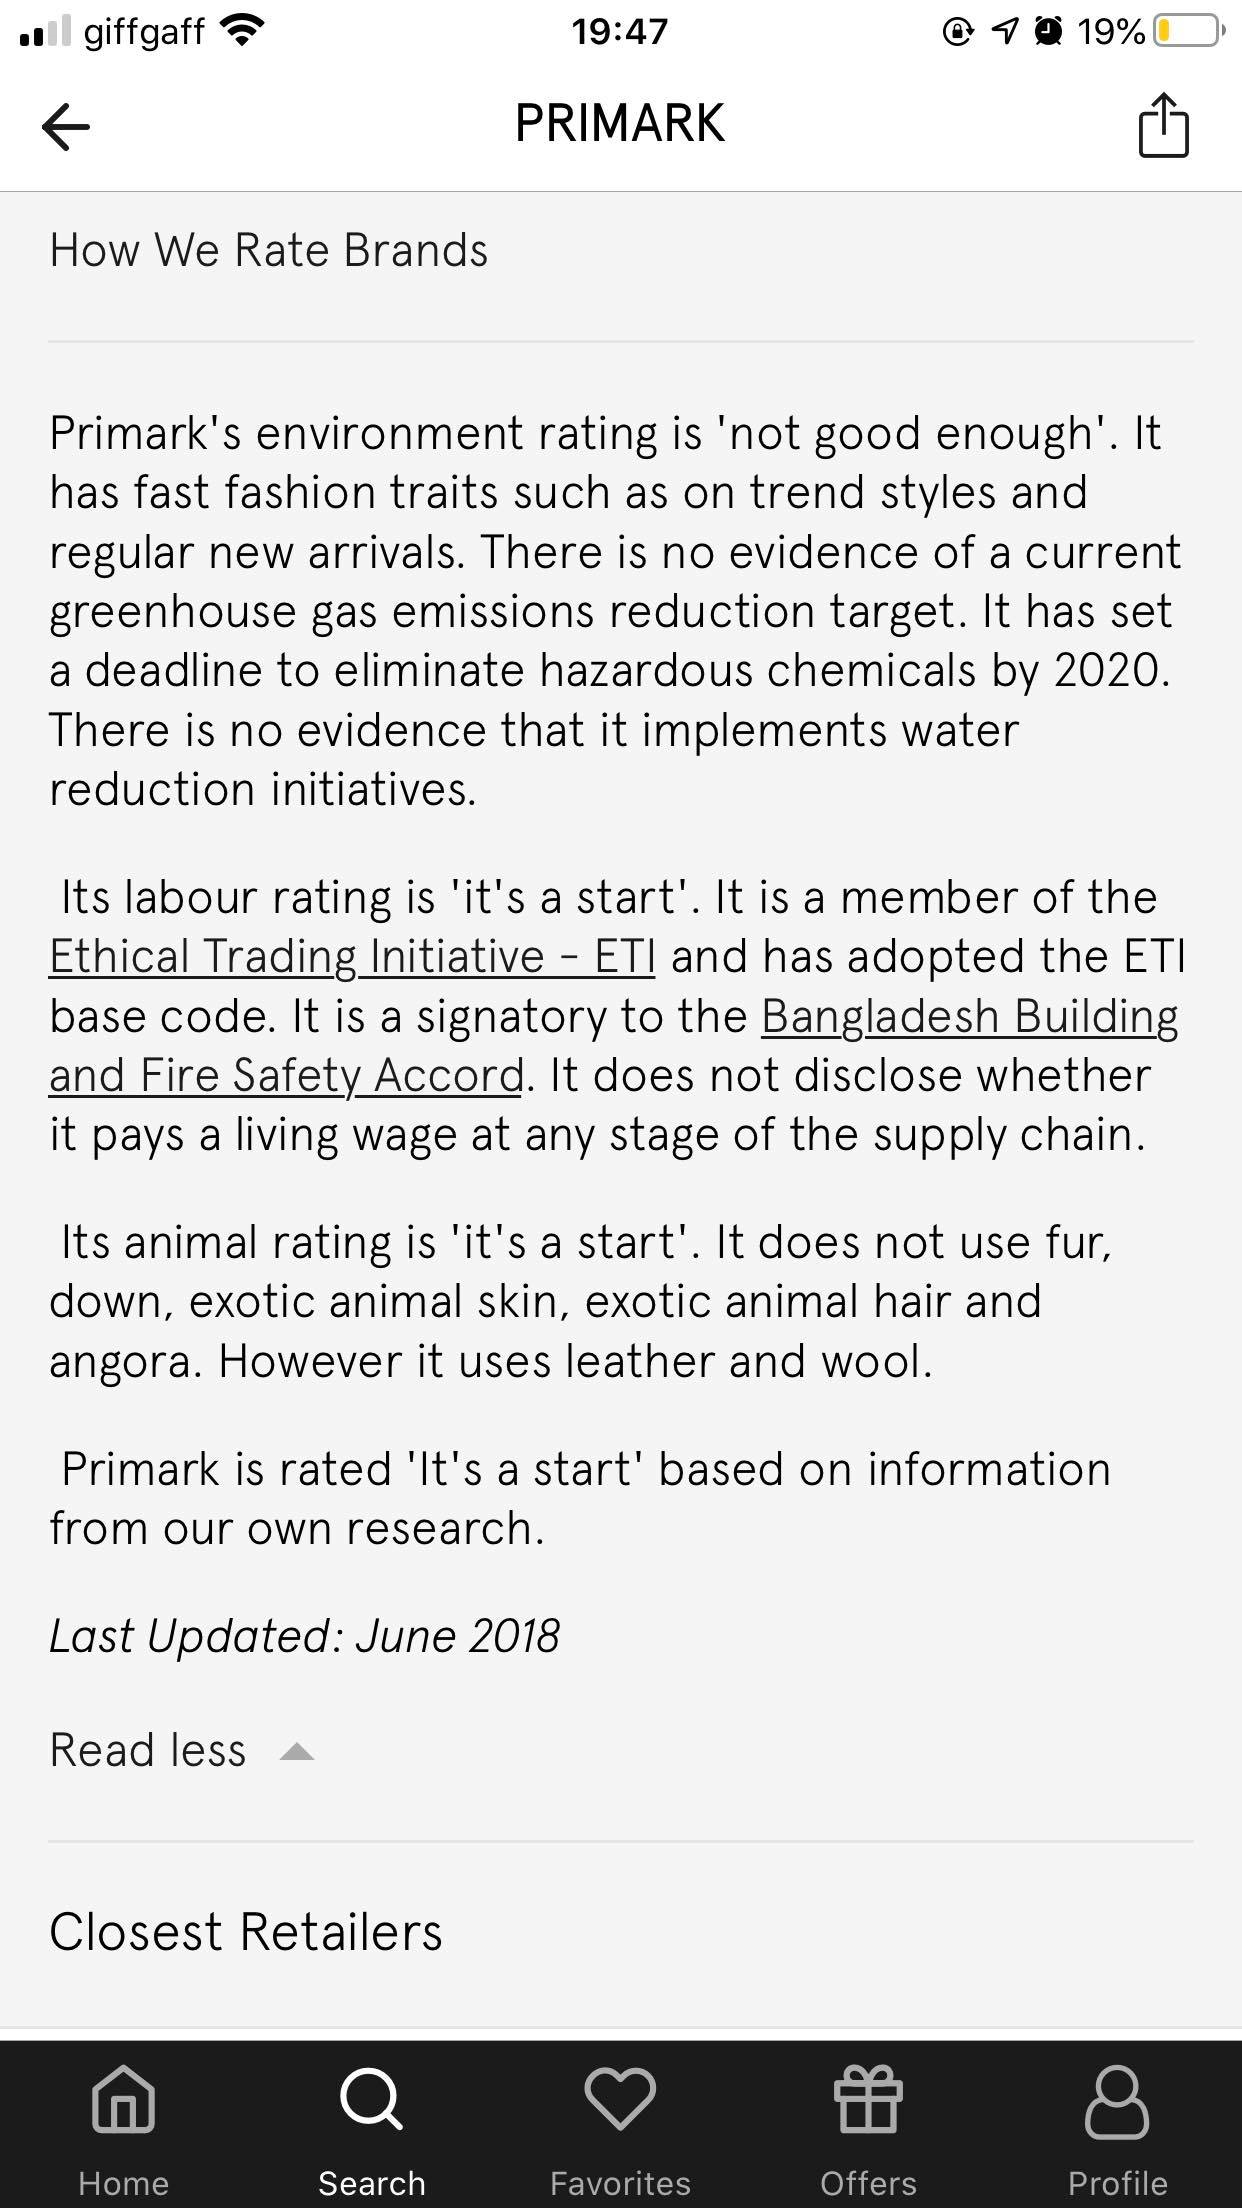 giffgaff 19:47 19%
PRIMARK
How We Rate Brands
Primark's environment rating is 'not good enough'. It
has fast fashion traits such as on trend styles and
regular new arrivals. There is no evidence of a current
greenhouse gas emissions reduction target. It has set
a deadline to eliminate hazardous chemicals by 2020.
There is no evidence that it implements water
reduction initiatives.
Its labour rating is 'it's a start'. It is a member of the
Ethical Trading Initiative - ETI and has adopted the ETI
base code. It is a signatory to the Bangladesh Building
and Fire Safety Accord. It does not disclose whether
it pays a living wage at any stage of the supply chain.
Its animal rating is 'it's a start'. It does not use fur,
down, exotic animal skin, exotic animal hair and
angora. However it uses leather and wool.
Primark is rated 'It's a start' based on information
from our own research.
Last Updated: June 2018
Read less
Closest Retailers
Home Search Favorites Offers Profile